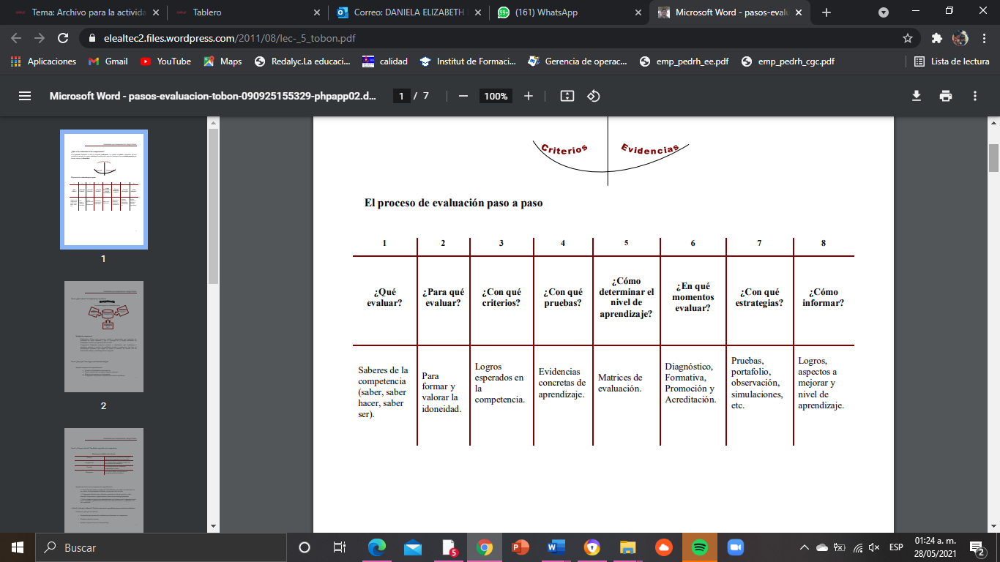 Tema: Archivo para la activida
Tablero
Correo: DANIELA ELIZABETH
(161) WhatsApp
Microsoft Word - pasos-evalu
elealtec2.files.wordpress.com/2011/08/lec-_5_tobon.pdf
Aplicaciones
Gmail
YouTube
Maps
Redalyc.La educaci...
calidad
Institut de Formaci...
Gerencia de operac...
emp_pedrh_ee.pdf
emp_pedrh_cgc.pdf
Lista de lectura
Microsoft Word - pasos-evaluacion-tobon-090925155329-phpapp02.d...
1 / 7
100%
1
2
Criterios
Evidencias
El proceso de evaluación paso a paso
1
2
3
4
5
6
7
8
¿Qué
evaluar?
¿Para qué
evaluar?
¿Con qué
criterios?
¿Con qué
pruebas?
¿Cómo
determinar el
nivel de
aprendizaje?
¿En qué
momentos
evaluar?
¿Con qué
estrategias?
¿Cómo
informar?
Saberes de la
competencia
(saber, saber
hacer, saber
ser).
Para
formar y
valorar la
idoneidad.
Logros
esperados en
la
competencia.
Evidencias
concretas de
aprendizaje.
Matrices de
evaluación.
Diagnóstico,
Formativa,
Promoción y
Acreditación.
Pruebas,
portafolio,
observación,
simulaciones,
etc.
Logros,
aspectos a
mejorar y
nivel de
aprendizaje.
Buscar
5
ESP
01:24 a. m.
28/05/2021
2